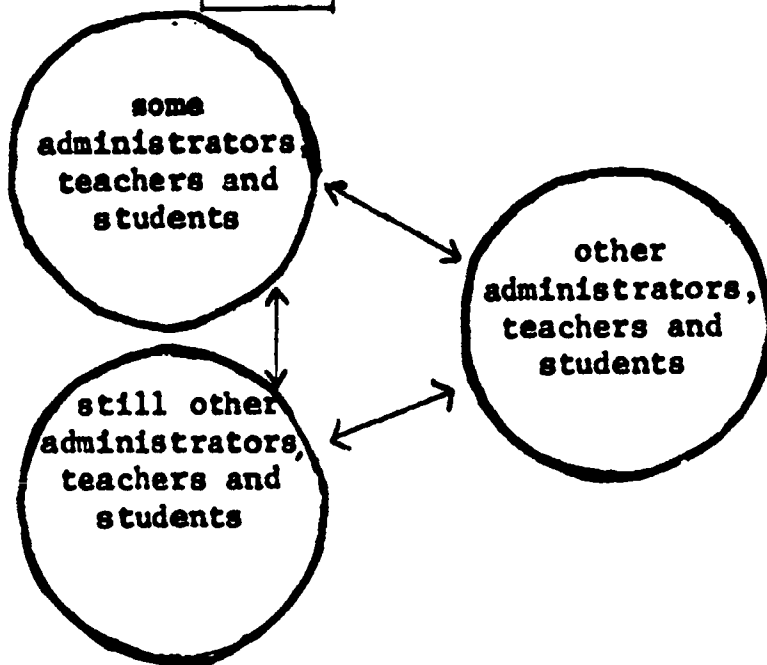 some
administrators,
teachers and
students
other
administrators,
teachers and
students
still other
administrators,
teachers and
students